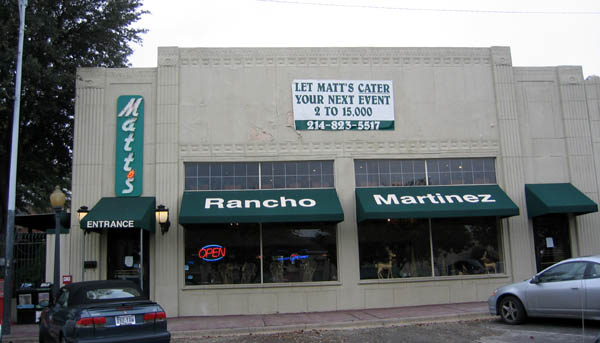 LET MATT'S CATER
YOUR NEXT EVENT
2 TO 15,000
214-823-5517
Matt's
Rancho Martinez
ENTRANCE
OPEN